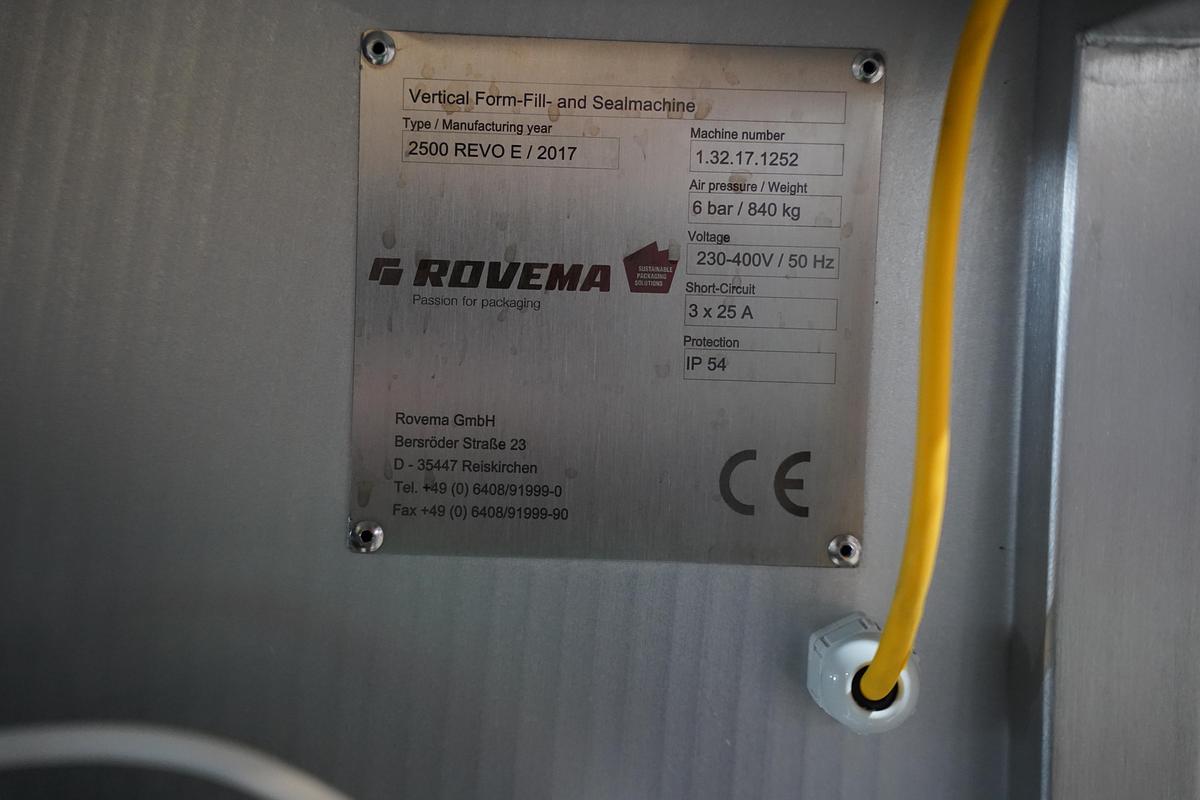 Vertical Form-Fill- and Sealmachine
Type / Manufacturing year
2500 REVO E / 2017
Machine number
1.32.17.1252
Air pressure / Weight
6 bar / 840 kg
Voltage
230-400V / 50 Hz
Short-Circuit
3 x 25 A
Protection
IP 54
ROVEMA
Passion for packaging
SUSTAINABLE
PACKAGING
SOLUTIONS
Rovema GmbH
Bersröder Straße 23
D - 35447 Reiskirchen
Tel. +49 (0) 6408/91999-0
Fax +49 (0) 6408/91999-90
CE